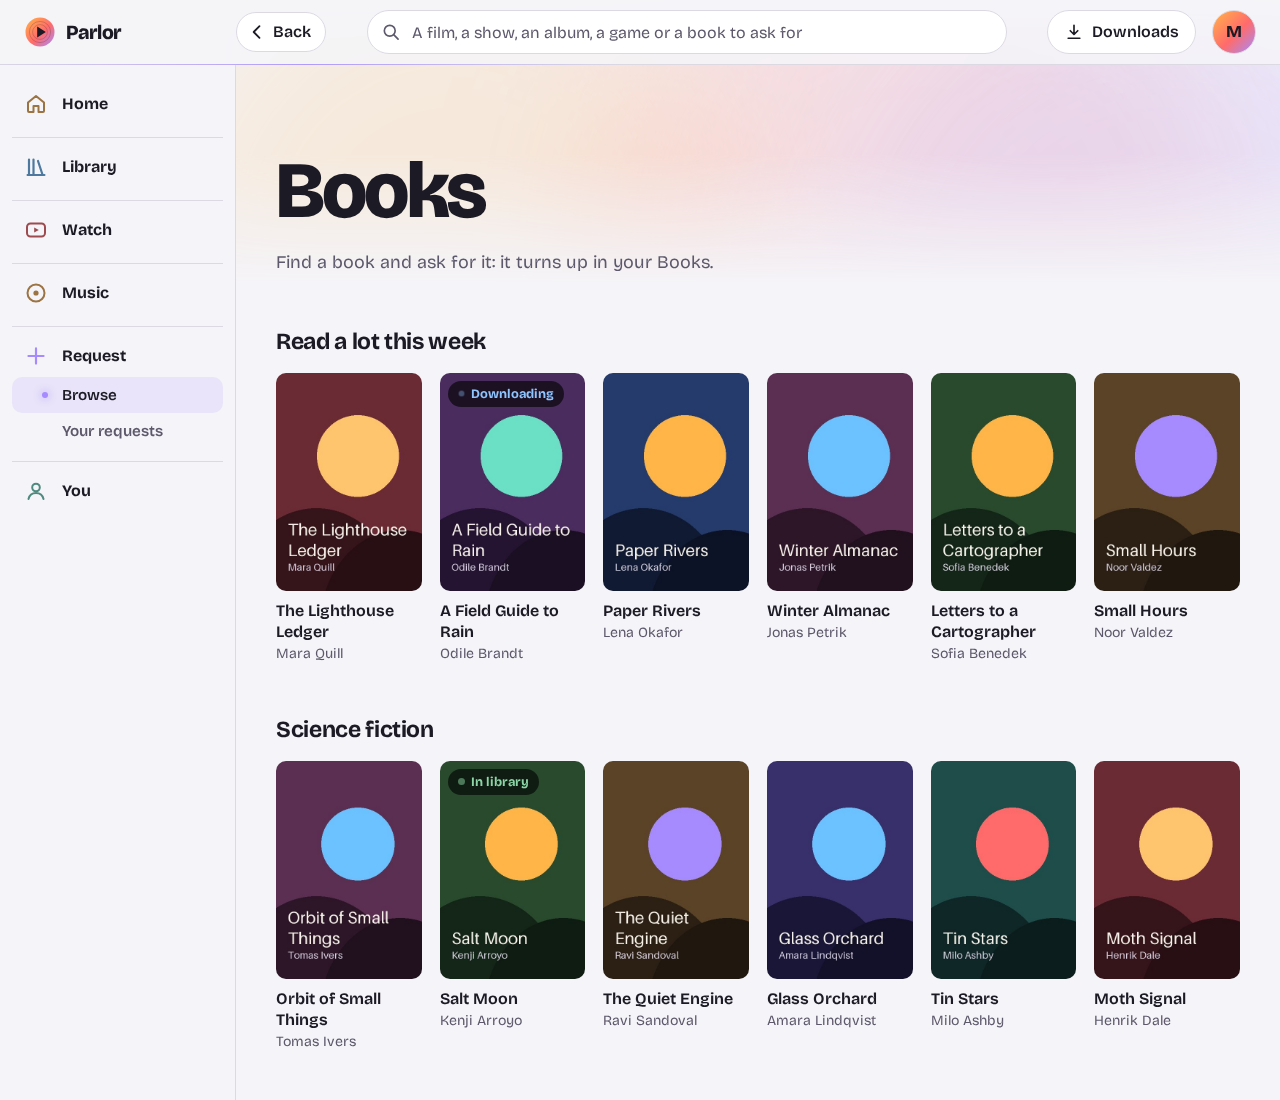 Parlor
Back
A film, a show, an album, a game or a book to ask for
Downloads
M
Home
Library
Watch
Music
Request
Browse
Your requests
You
Books
Find a book and ask for it: it turns up in your Books.
Read a lot this week
The Lighthouse
Ledger
Mara Quill
The Lighthouse
Ledger
Mara Quill
Downloading
A Field Guide to
Rain
Odile Brandt
A Field Guide to
Rain
Odile Brandt
Paper Rivers
Lena Okafor
Paper Rivers
Lena Okafor
Winter Almanac
Jonas Petrik
Winter Almanac
Jonas Petrik
Letters to a
Cartographer
Sofia Benedek
Letters to a
Cartographer
Sofia Benedek
Small Hours
Noor Valdez
Small Hours
Noor Valdez
Science fiction
Orbit of Small
Things
Tomas Ivers
Orbit of Small
Things
Tomas Ivers
In library
Salt Moon
Kenji Arroyo
Salt Moon
Kenji Arroyo
The Quiet
Engine
Ravi Sandoval
The Quiet Engine
Ravi Sandoval
Glass Orchard
Amara Lindqvist
Glass Orchard
Amara Lindqvist
Tin Stars
Milo Ashby
Tin Stars
Milo Ashby
Moth Signal
Henrik Dale
Moth Signal
Henrik Dale